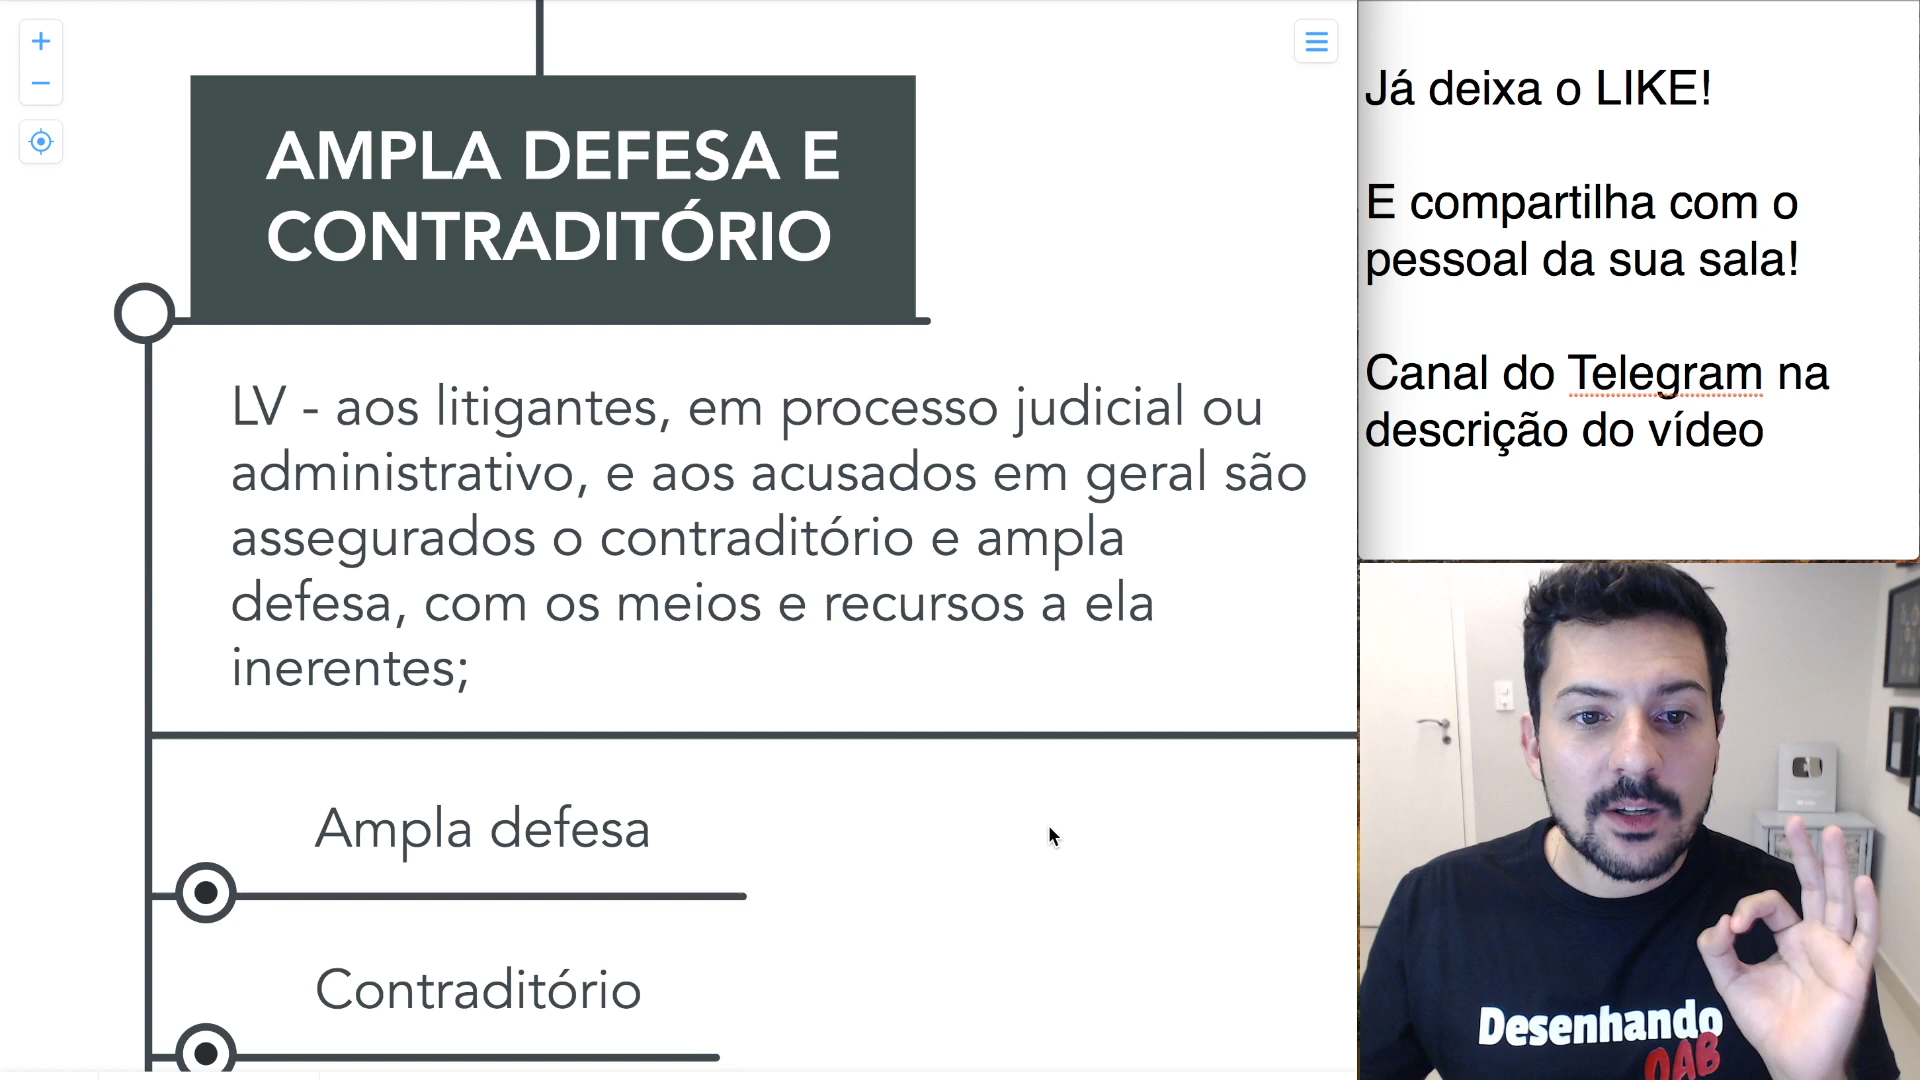 AMPLA DEFESA E
CONTRADITÓRIO
LV - aos litigantes, em processo judicial ou
administrativo, e aos acusados em geral são
assegurados o contraditório e ampla
defesa, com os meios e recursos a ela
inerentes;
Ampla defesa
Contraditório
Já deixa o LIKE!
E compartilha com o
pessoal da sua sala!
Canal do Telegram na
descrição do vídeo
Desenhando
OAB